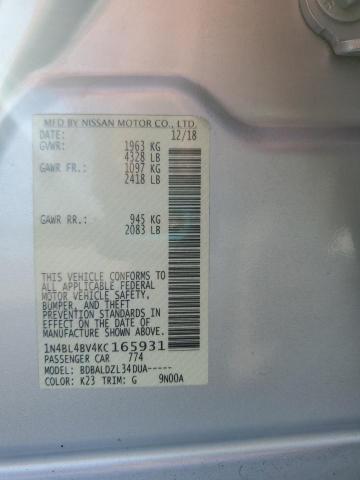 MFD BY NISSAN MOTOR CO., LTD.
DATE: 12/18
GVWR: 1963 KG
4328 LB
GAWR FR.: 1097 KG
2418 LB
GAWR RR.: 945 KG
2083 LB
THIS VEHICLE CONFORMS TO
ALL APPLICABLE FEDERAL
MOTOR VEHICLE SAFETY,
BUMPER, AND THEFT
PREVENTION STANDARDS
IN EFFECT ON THE DATE
OF MANUFACTURE
SHOWN ABOVE.
1N4BL4BV4KC165931
PASSENGER CAR 774
MODEL: BDBALDZL34DUA-----
COLOR: K23 TRIM: G 9N00A